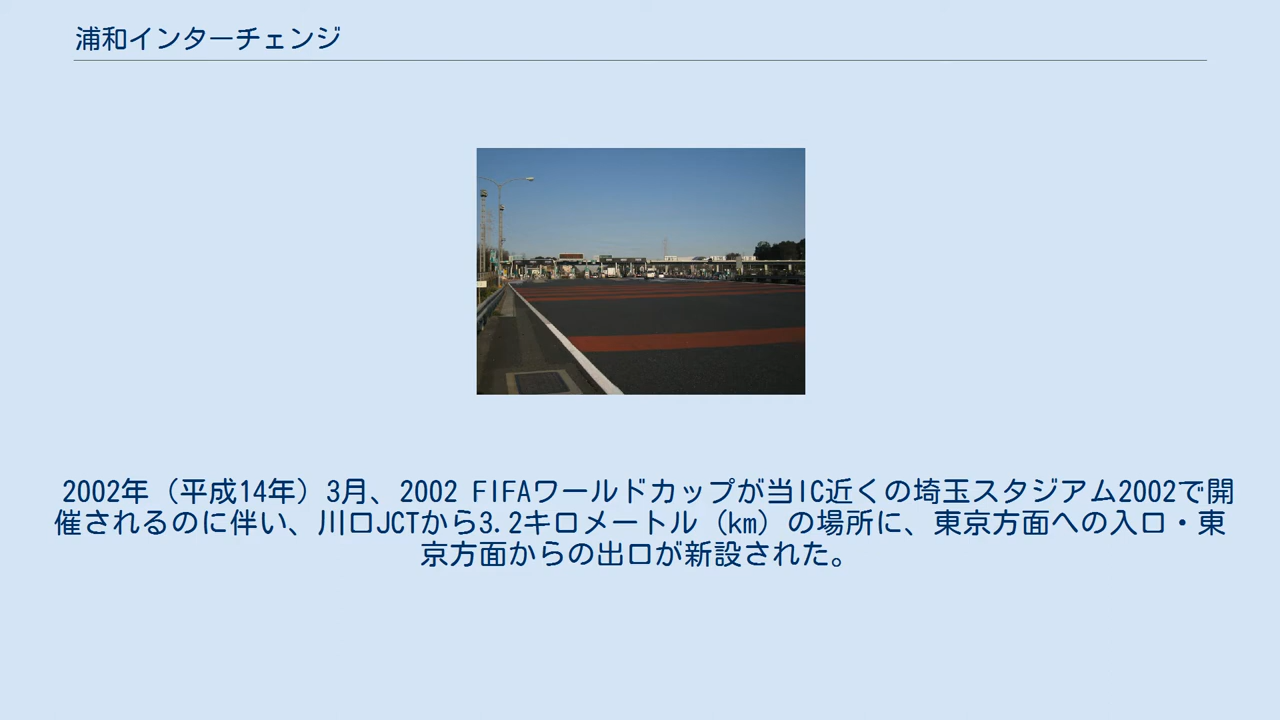 浦和インターチェンジ
2002年（平成14年）3月、2002 FIFAワールドカップが当IC近くの埼玉スタジアム2002で開
催されるのに伴い、川口JCTから3.2キロメートル（km）の場所に、東京方面への入口・東
京方面からの出口が新設された。